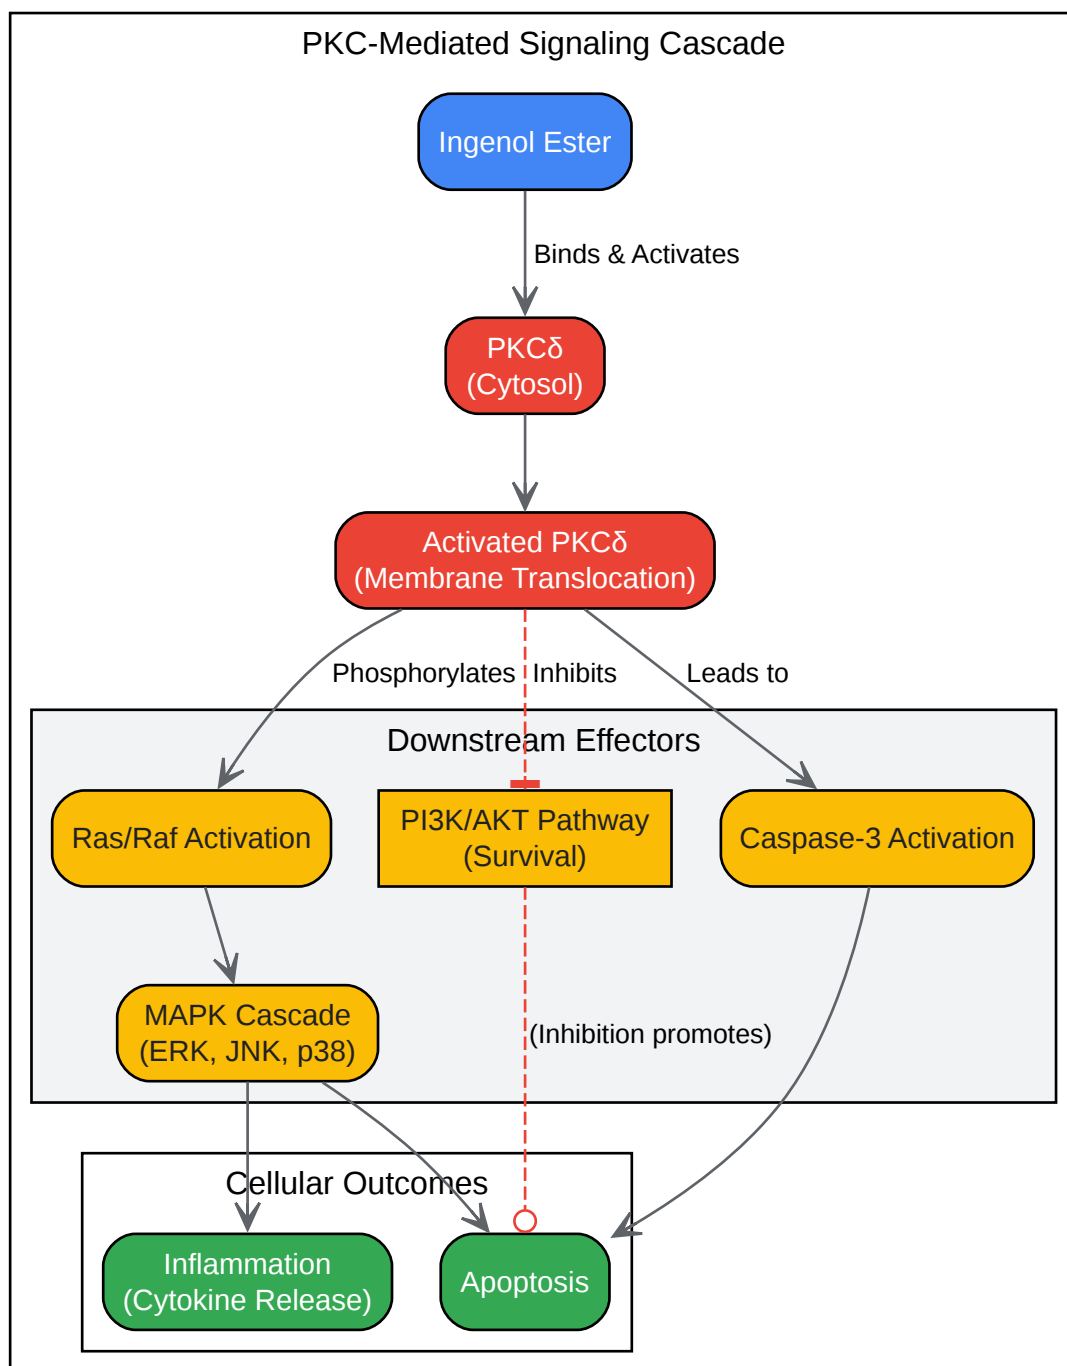 PKC-Mediated Signaling Cascade
Ingenol Ester
Binds & Activates
PKCδ
(Cytosol)
Activated PKCδ
(Membrane Translocation)
Phosphorylates
Inhibits
Leads to
Downstream Effectors
Ras/Raf Activation
PI3K/AKT Pathway
(Survival)
Caspase-3 Activation
MAPK Cascade
(ERK, JNK, p38)
(Inhibition promotes)
Cellular Outcomes
Inflammation
(Cytokine Release)
Apoptosis